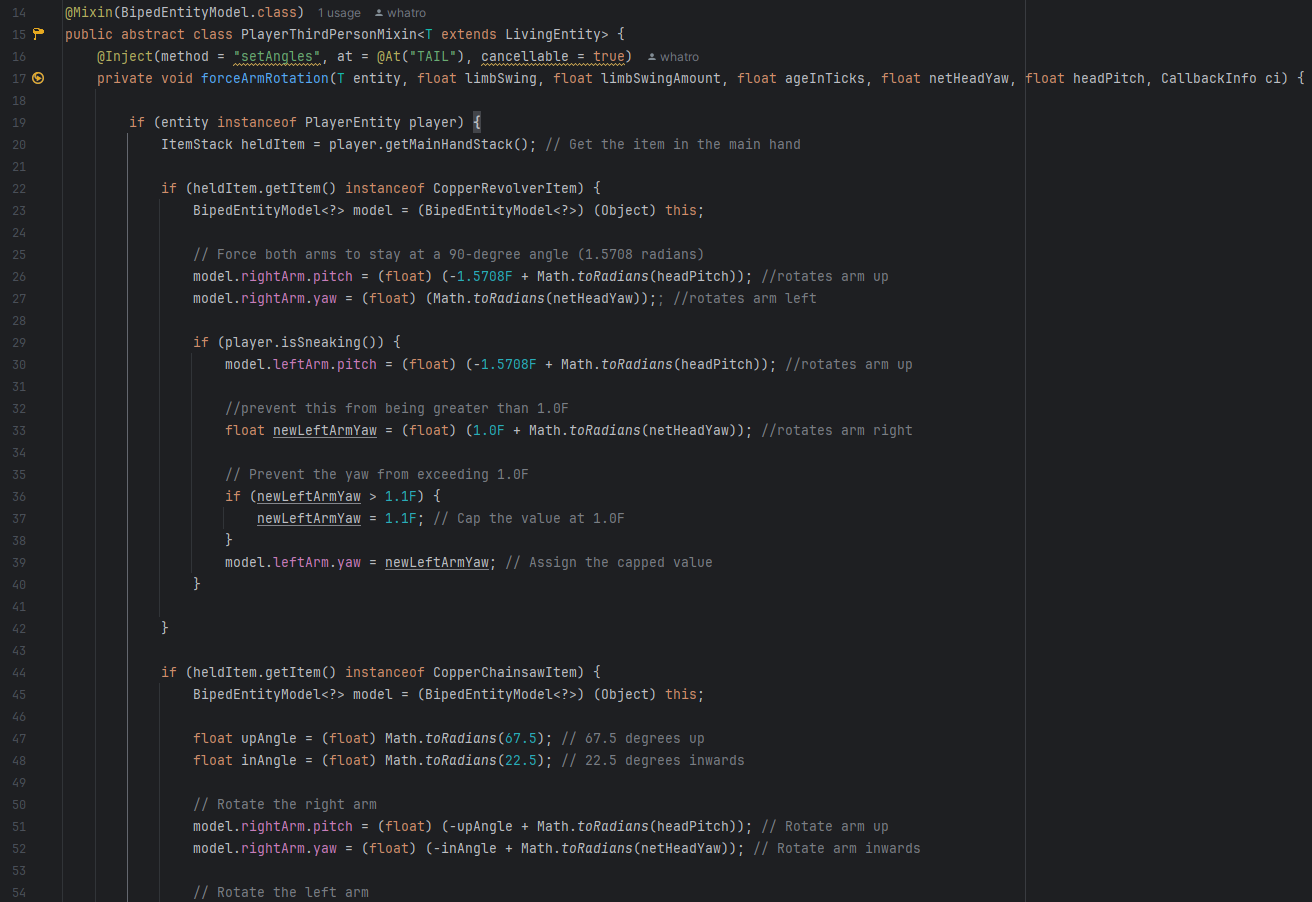 14 @Mixin(BipedEntityModel.class) 1 usage whatro
15 public abstract class PlayerThirdPersonMixin<T extends LivingEntity> {
16 @Inject(method = "setAngles", at = @At("TAIL"), cancellable = true) whatro
17 private void forceArmRotation(T entity, float limbSwing, float limbSwingAmount, float ageInTicks, float netHeadYaw, float headPitch, CallbackInfo ci) {
18
19 if (entity instanceof PlayerEntity player) {
20 ItemStack heldItem = player.getMainHandStack(); // Get the item in the main hand
21
22 if (heldItem.getItem() instanceof CopperRevolverItem) {
23 BipedEntityModel<?> model = (BipedEntityModel<?>) (Object) this;
24
25 // Force both arms to stay at a 90-degree angle (1.5708 radians)
26 model.rightArm.pitch = (float) (-1.5708F + Math.toRadians(headPitch)); //rotates arm up
27 model.rightArm.yaw = (float) (Math.toRadians(netHeadYaw));; //rotates arm left
28
29 if (player.isSneaking()) {
30 model.leftArm.pitch = (float) (-1.5708F + Math.toRadians(headPitch)); //rotates arm up
31
32 //prevent this from being greater than 1.0F
33 float newLeftArmYaw = (float) (1.0F + Math.toRadians(netHeadYaw)); //rotates arm right
34
35 // Prevent the yaw from exceeding 1.0F
36 if (newLeftArmYaw > 1.1F) {
37 newLeftArmYaw = 1.1F; // Cap the value at 1.0F
38 }
39 model.leftArm.yaw = newLeftArmYaw; // Assign the capped value
40 }
41
42 }
43
44 if (heldItem.getItem() instanceof CopperChainsawItem) {
45 BipedEntityModel<?> model = (BipedEntityModel<?>) (Object) this;
46
47 float upAngle = (float) Math.toRadians(67.5); // 67.5 degrees up
48 float inAngle = (float) Math.toRadians(22.5); // 22.5 degrees inwards
49
50 // Rotate the right arm
51 model.rightArm.pitch = (float) (-upAngle + Math.toRadians(headPitch)); // Rotate arm up
52 model.rightArm.yaw = (float) (-inAngle + Math.toRadians(netHeadYaw)); // Rotate arm inwards
53
54 // Rotate the left arm